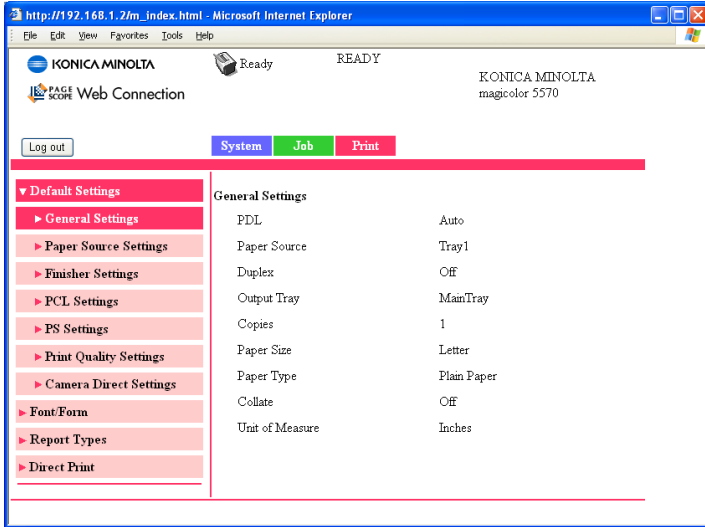 http://192.168.1.2/m_index.html - Microsoft Internet Explorer
File Edit View Favorites Tools Help
KONICA MINOLTA
Ready
READY
KONICA MINOLTA
magicolor 5570
PAGE SCOPE Web Connection
Log out
System Job Print
Default Settings
General Settings
Paper Source Settings
Finisher Settings
PCL Settings
PS Settings
Print Quality Settings
Camera Direct Settings
Font/Form
Report Types
Direct Print
General Settings
PDL Auto
Paper Source Tray1
Duplex Off
Output Tray MainTray
Copies 1
Paper Size Letter
Paper Type Plain Paper
Collate Off
Unit of Measure Inches